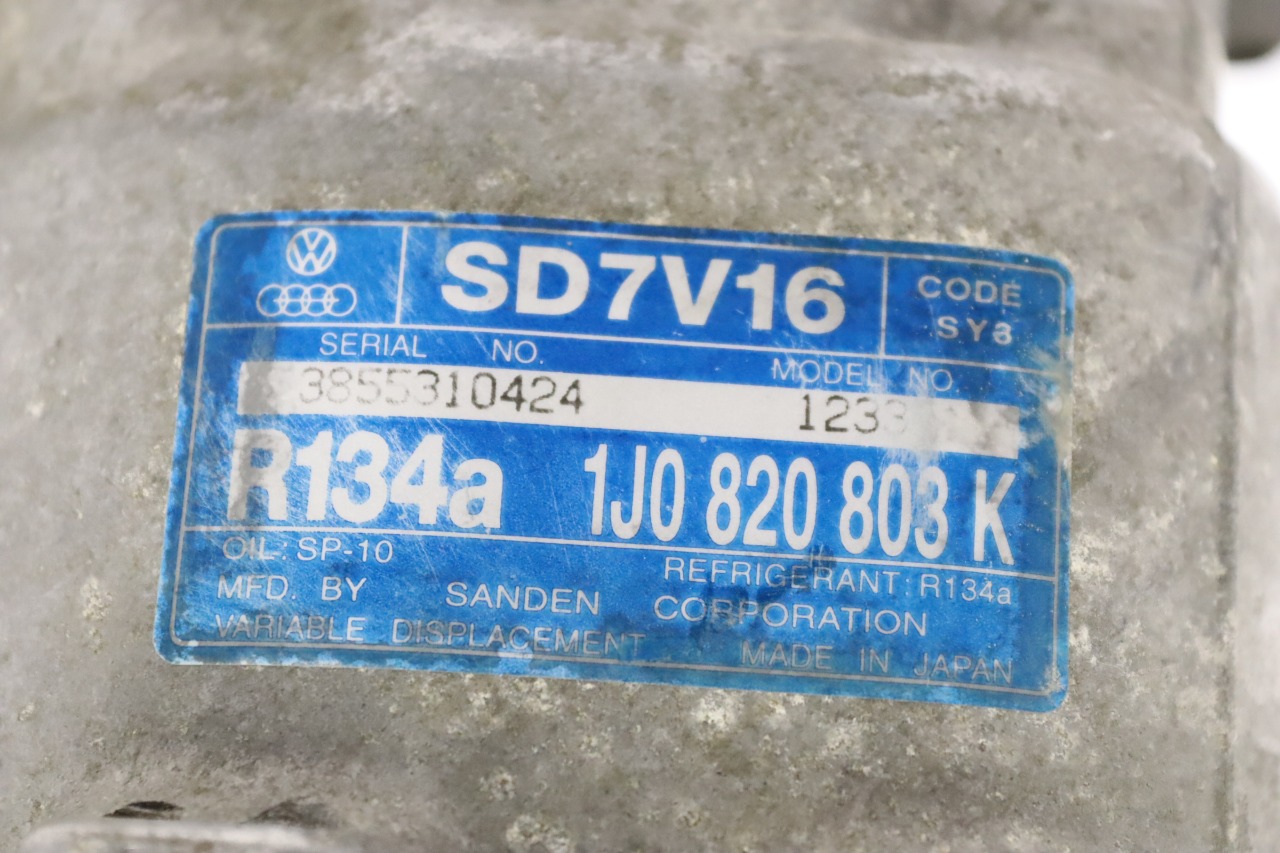 SD7V16
CODE
SY8
SERIAL NO.
MODEL NO.
3855310424 1233
R134a 1J0 820 803 K
OIL: SP-10
REFRIGERANT: R134a
MFD. BY SANDEN CORPORATION
VARIABLE DISPLACEMENT MADE IN JAPAN